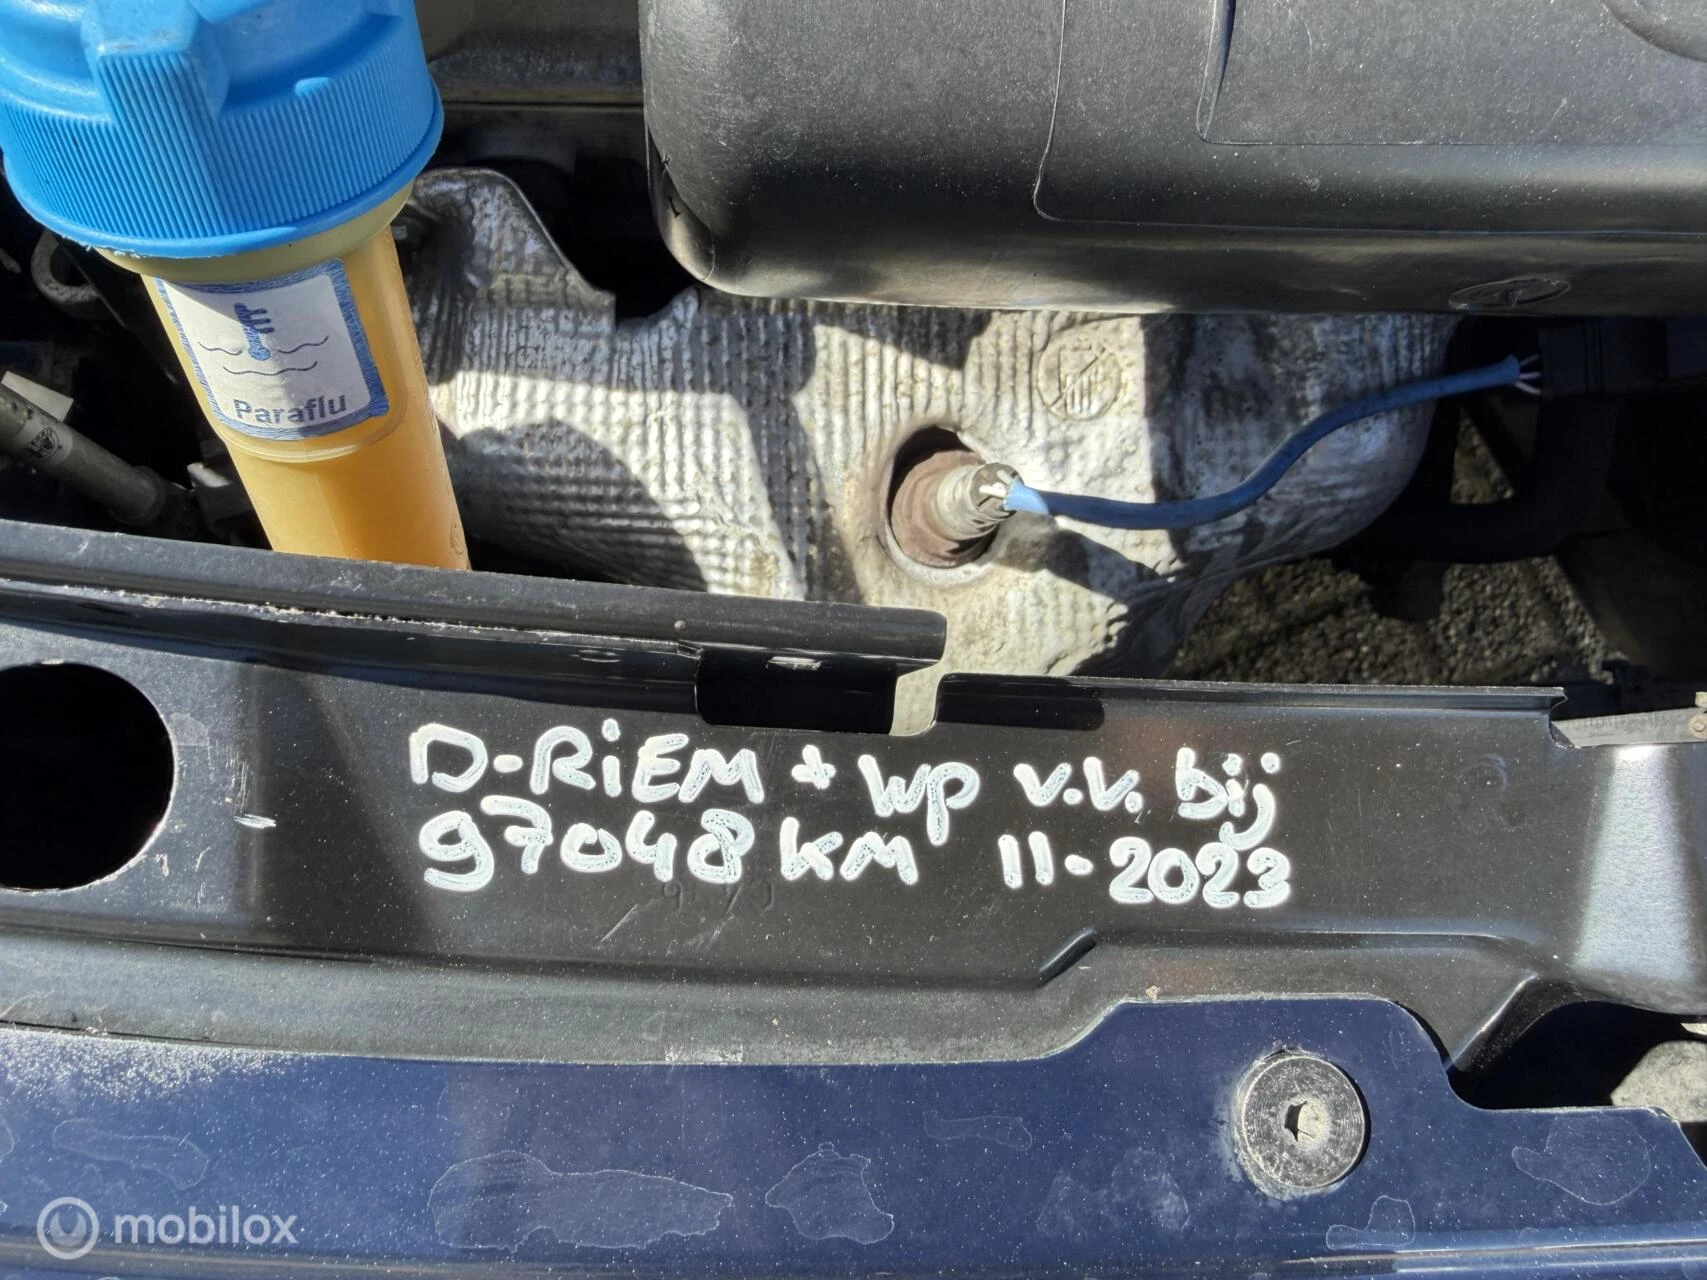 Paraflu
D-RiEM + WP v.v. bij
97048 km 11-2023
mobilox